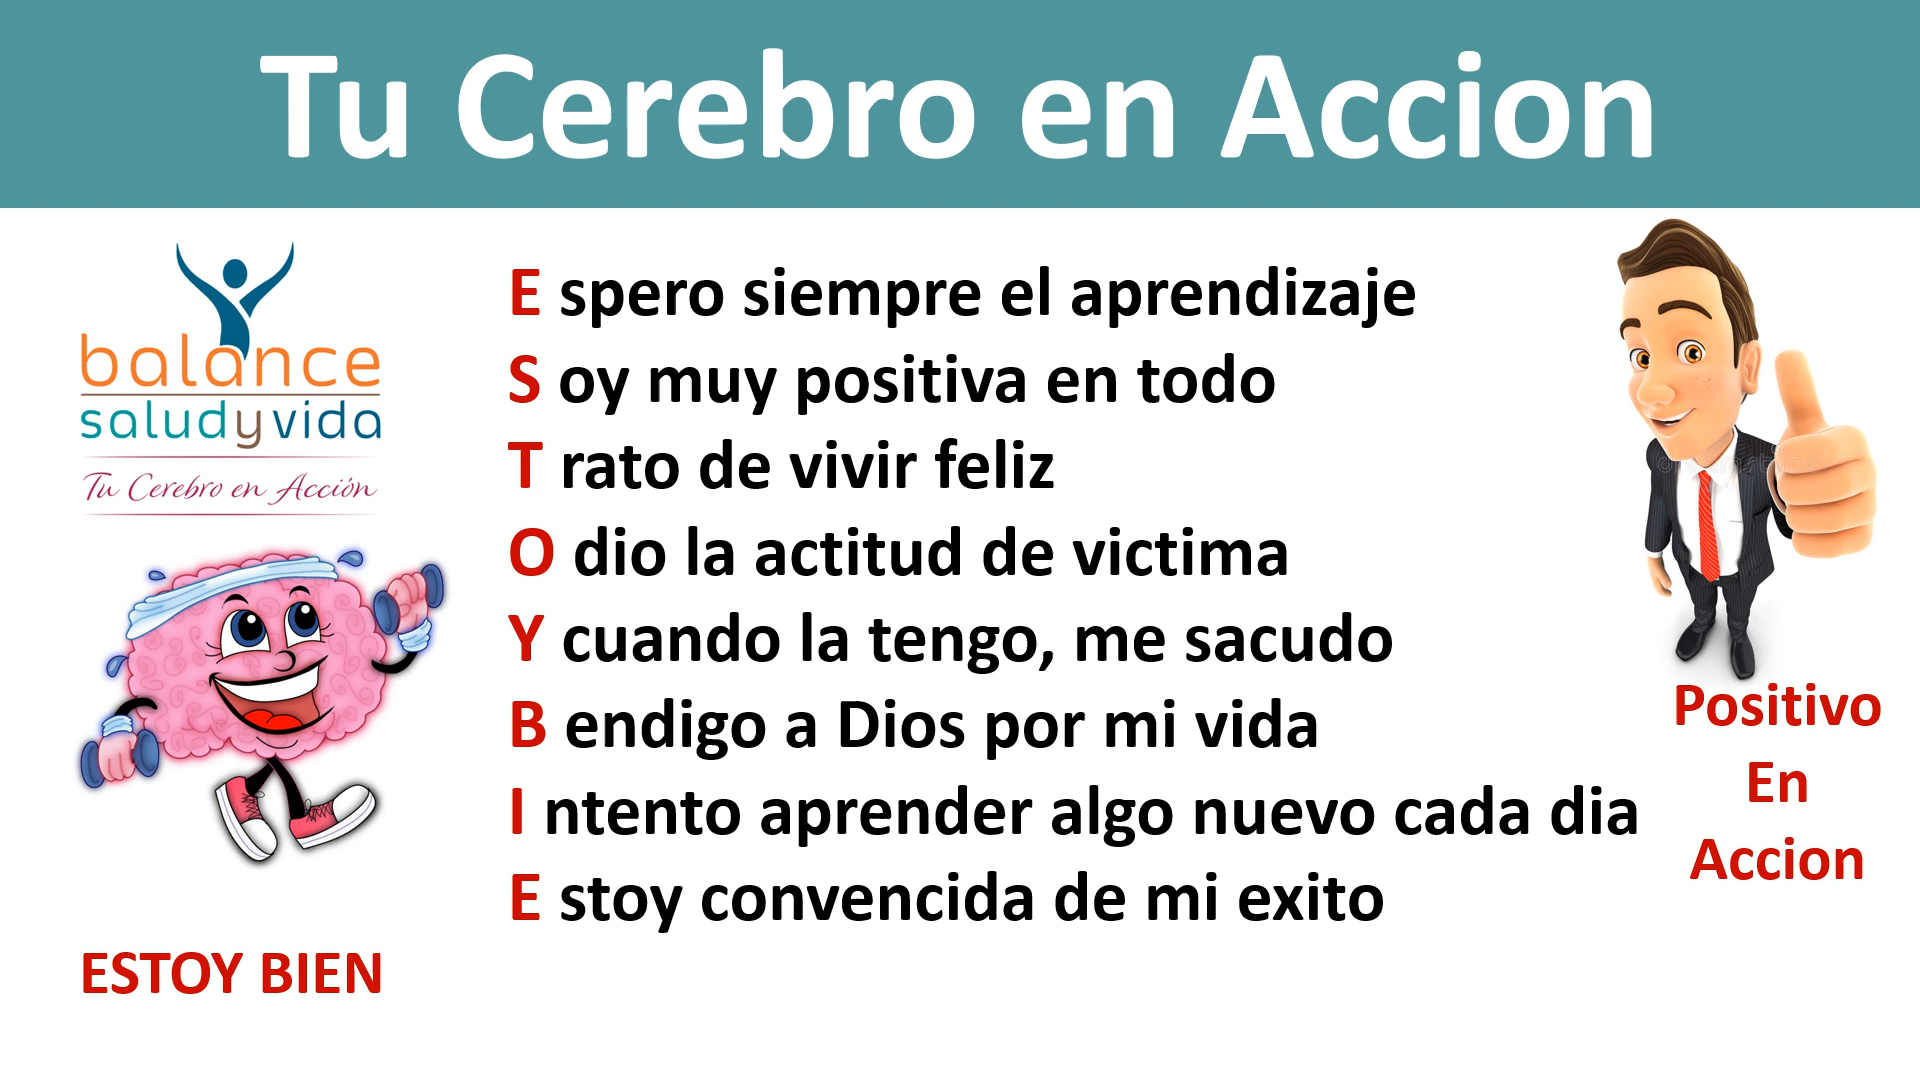 Tu Cerebro en Accion
balance
saludyvida
Tu Cerebro en Acción
E spero siempre el aprendizaje
S oy muy positiva en todo
T rato de vivir feliz
O dio la actitud de victima
Y cuando la tengo, me sacudo
B endigo a Dios por mi vida
I ntento aprender algo nuevo cada dia
E stoy convencida de mi exito
ESTOY BIEN
Positivo
En
Accion